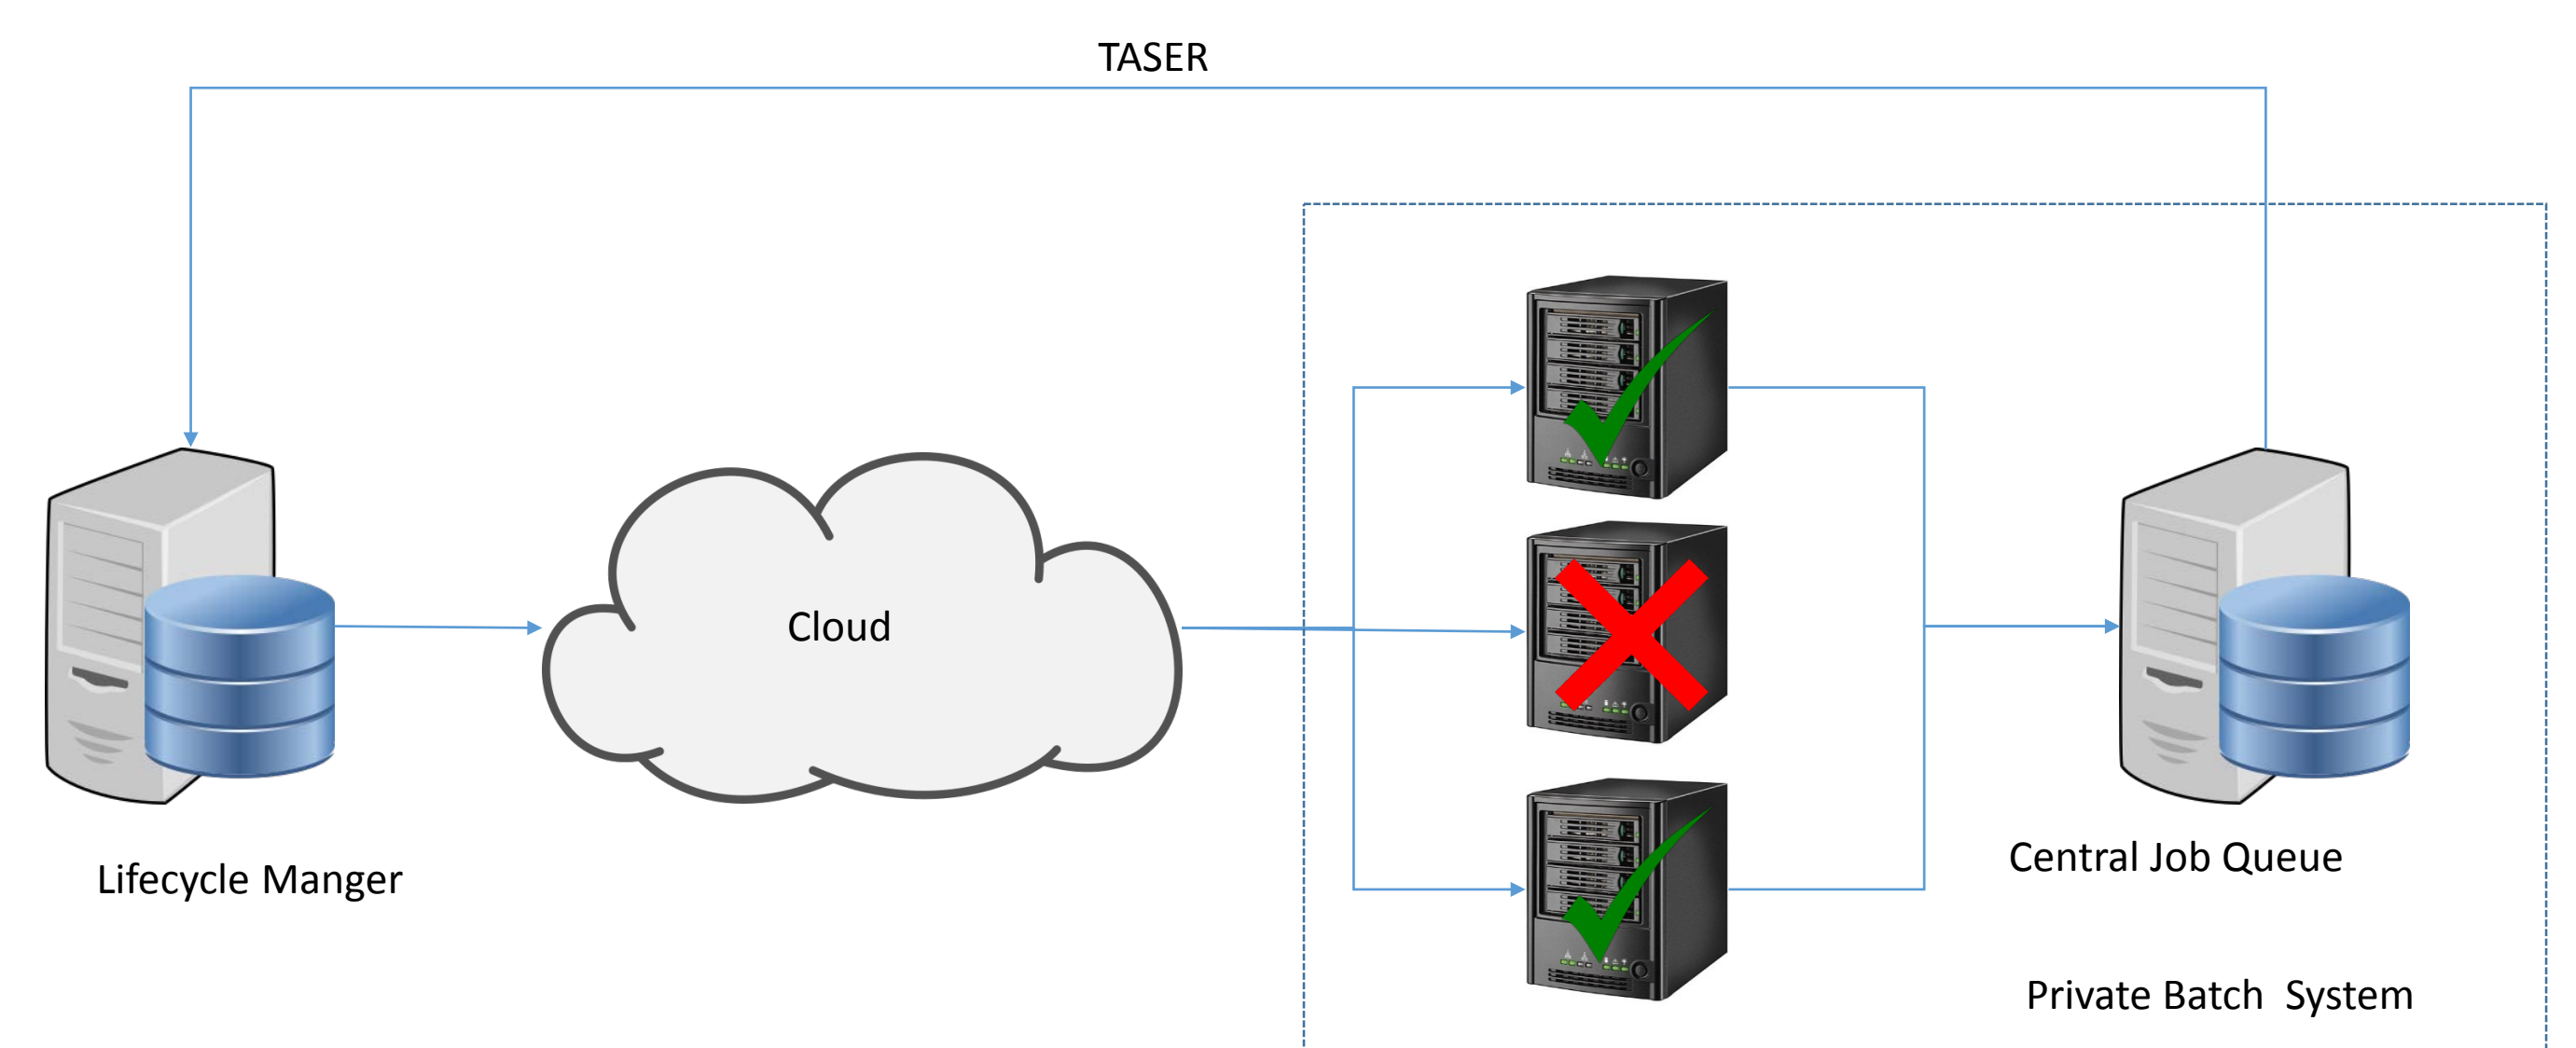 TASER
Cloud
Lifecycle Manger
Central Job Queue
Private Batch  System